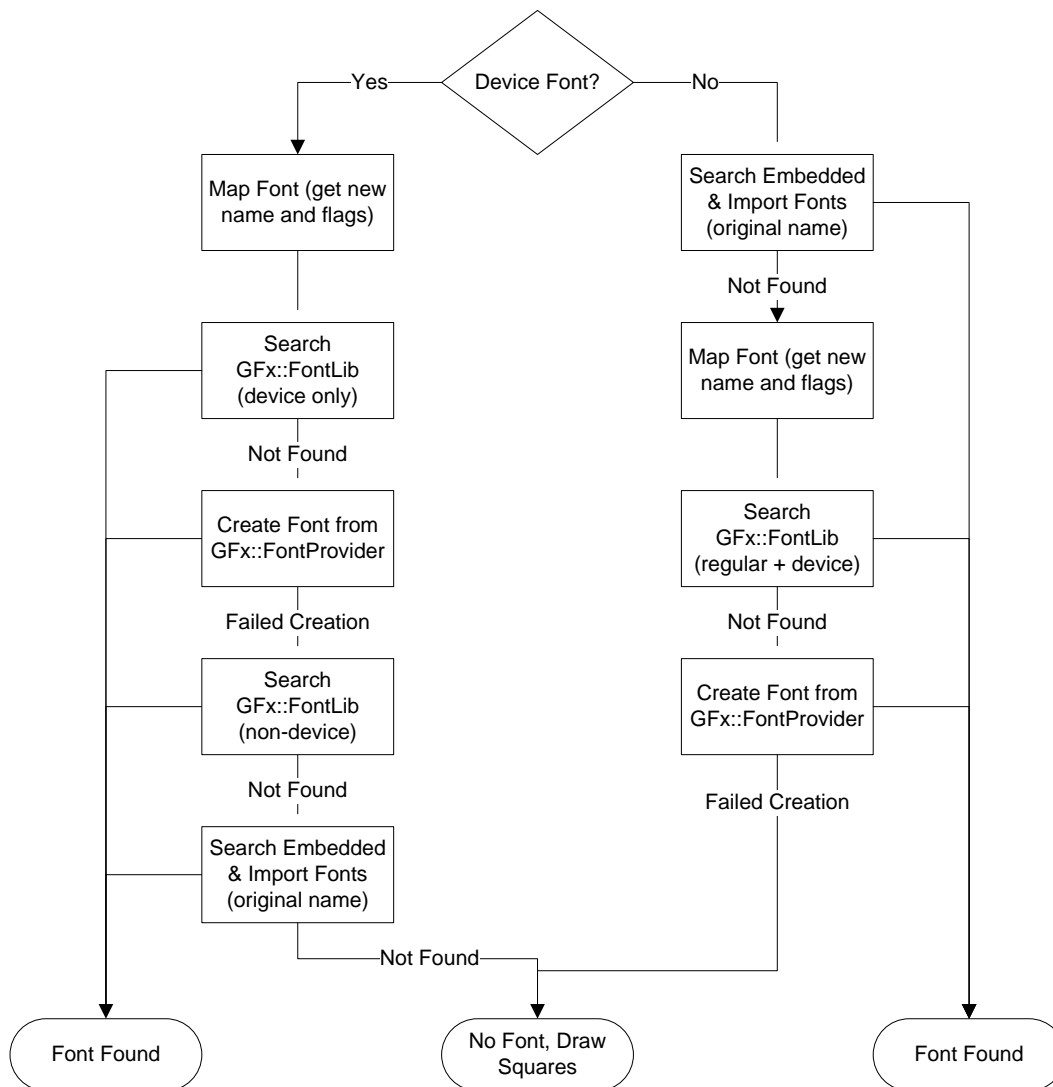 Device Font?
Yes
No
Map Font (get new
name and flags)
Search Embedded
& Import Fonts
(original name)
Not Found
Search
GFx::FontLib
(device only)
Map Font (get new
name and flags)
Not Found
Create Font from
GFx::FontProvider
Search
GFx::FontLib
(regular + device)
Failed Creation
Not Found
Search
GFx::FontLib
(non-device)
Create Font from
GFx::FontProvider
Not Found
Failed Creation
Search Embedded
& Import Fonts
(original name)
Not Found
Font Found
No Font, Draw
Squares
Font Found